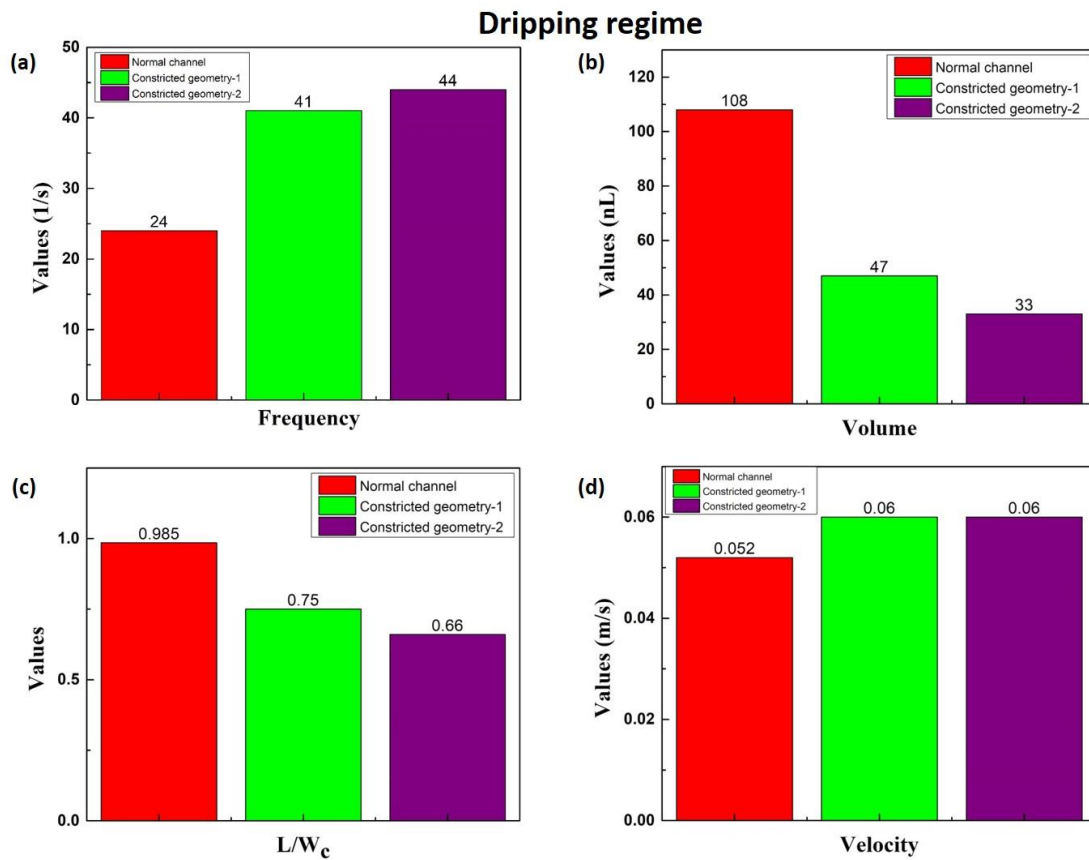 Dripping regime
(a)
Normal channel
Constricted geometry-1
Constricted geometry-2
50
40
30
20
10
0
24
41
44
Values (1/s)
Frequency
(b)
Normal channel
Constricted geometry-1
Constricted geometry-2
120
100
80
60
40
20
0
108
47
33
Values (nL)
Volume
(c)
Normal channel
Constricted geometry-1
Constricted geometry-2
1.0
0.5
0.0
0.985
0.75
0.66
Values
L/Wc
(d)
Normal channel
Constricted geometry-1
Constricted geometry-2
0.06
0.04
0.02
0.00
0.052
0.06
0.06
Values (m/s)
Velocity